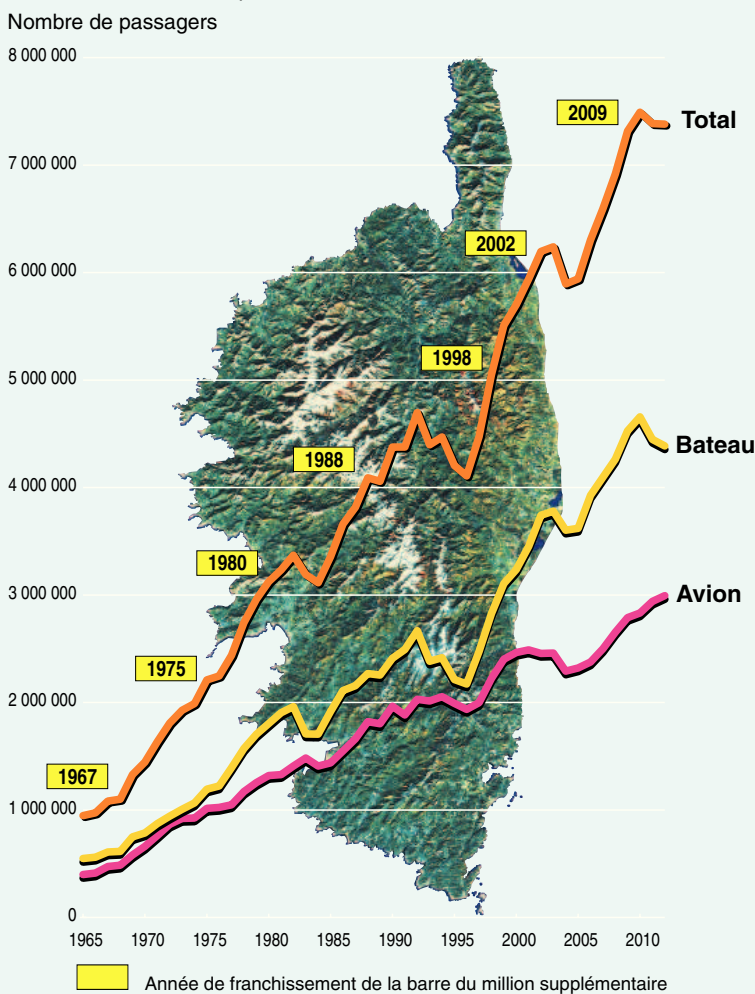 Nombre de passagers
8 000 000
2009
Total
7 000 000
2002
6 000 000
1998
5 000 000
Bateau
1988
4 000 000
1980
3 000 000
Avion
1975
2 000 000
1967
1 000 000
0
1965 1970 1975 1980 1985 1990 1995 2000 2005 2010
Année de franchissement de la barre du million supplémentaire